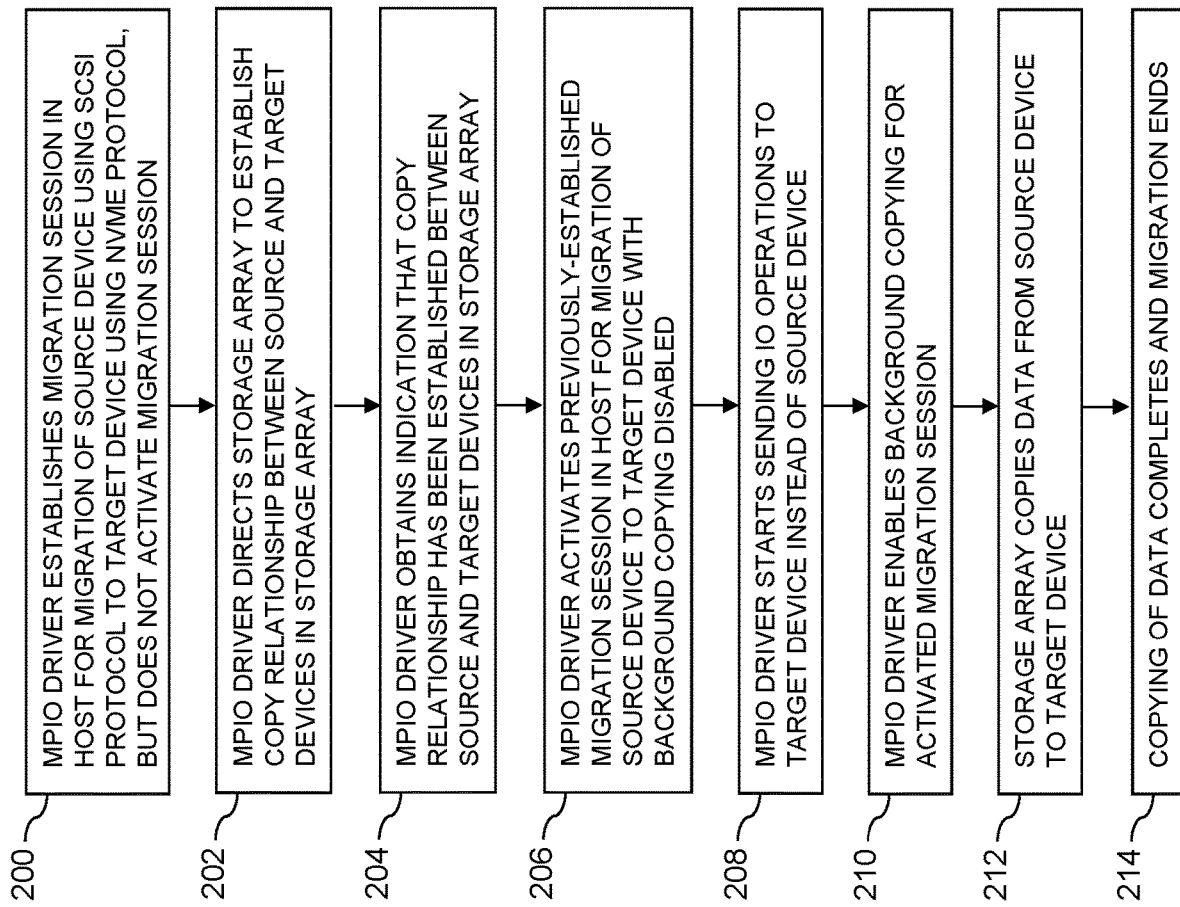 200
MPIO DRIVER ESTABLISHES MIGRATION SESSION IN
HOST FOR MIGRATION OF SOURCE DEVICE USING SCSI
PROTOCOL TO TARGET DEVICE USING NVME PROTOCOL,
BUT DOES NOT ACTIVATE MIGRATION SESSION
202
MPIO DRIVER DIRECTS STORAGE ARRAY TO ESTABLISH
COPY RELATIONSHIP BETWEEN SOURCE AND TARGET
DEVICES IN STORAGE ARRAY
204
MPIO DRIVER OBTAINS INDICATION THAT COPY
RELATIONSHIP HAS BEEN ESTABLISHED BETWEEN
SOURCE AND TARGET DEVICES IN STORAGE ARRAY
206
MPIO DRIVER ACTIVATES PREVIOUSLY-ESTABLISHED
MIGRATION SESSION IN HOST FOR MIGRATION OF
SOURCE DEVICE TO TARGET DEVICE WITH
BACKGROUND COPYING DISABLED
208
MPIO DRIVER STARTS SENDING IO OPERATIONS TO
TARGET DEVICE INSTEAD OF SOURCE DEVICE
210
MPIO DRIVER ENABLES BACKGROUND COPYING FOR
ACTIVATED MIGRATION SESSION
212
STORAGE ARRAY COPIES DATA FROM SOURCE DEVICE
TO TARGET DEVICE
214
COPYING OF DATA COMPLETES AND MIGRATION ENDS